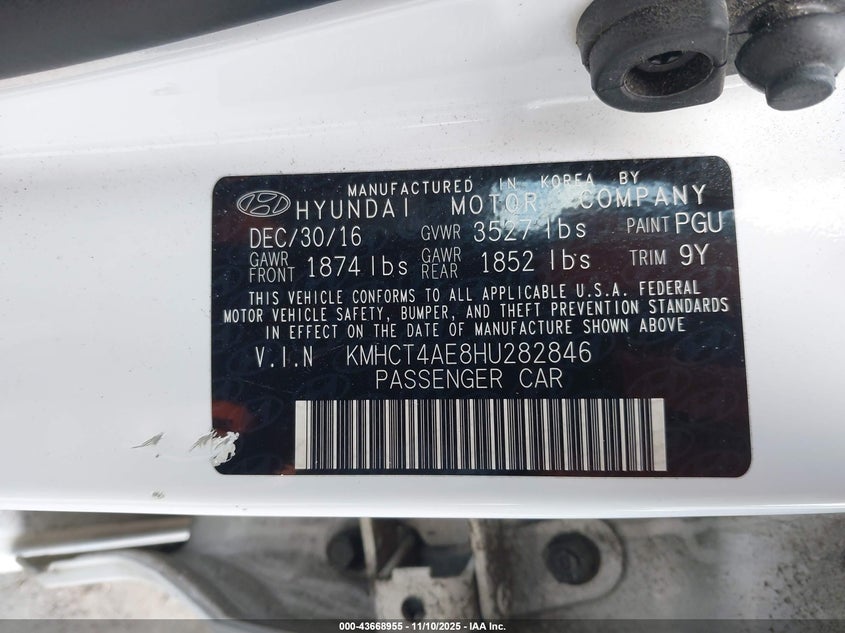 MANUFACTURED IN KOREA BY
HYUNDAI MOTOR COMPANY
DEC/30/16 GVWR 3527 lbs PAINT PGU
GAWR FRONT 1874 lbs GAWR REAR 1852 lbs TRIM 9Y
THIS VEHICLE CONFORMS TO ALL APPLICABLE U.S.A. FEDERAL
MOTOR VEHICLE SAFETY, BUMPER, AND THEFT PREVENTION STANDARDS
IN EFFECT ON THE DATE OF MANUFACTURE SHOWN ABOVE
V.I.N KMHCT4AE8HU282846
PASSENGER CAR
000-43668955 - 11/10/2025 - IAA Inc.